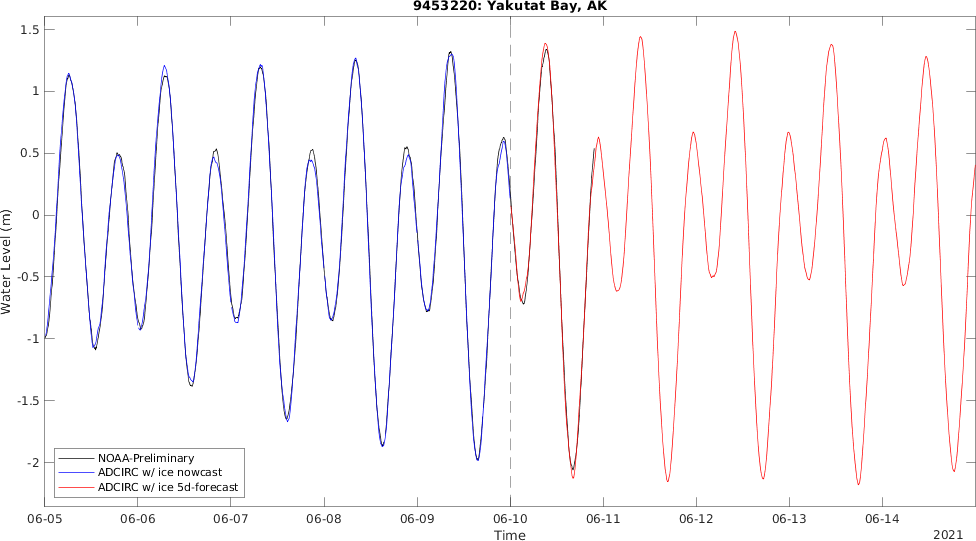 9453220: Yakutat Bay, AK
Water Level (m)
1.5
1
0.5
0
-0.5
-1
-1.5
-2
NOAA-Preliminary
ADCIRC w/ ice nowcast
ADCIRC w/ ice 5d-forecast
06-05 06-06 06-07 06-08 06-09 06-10 06-11 06-12 06-13 06-14
Time
2021